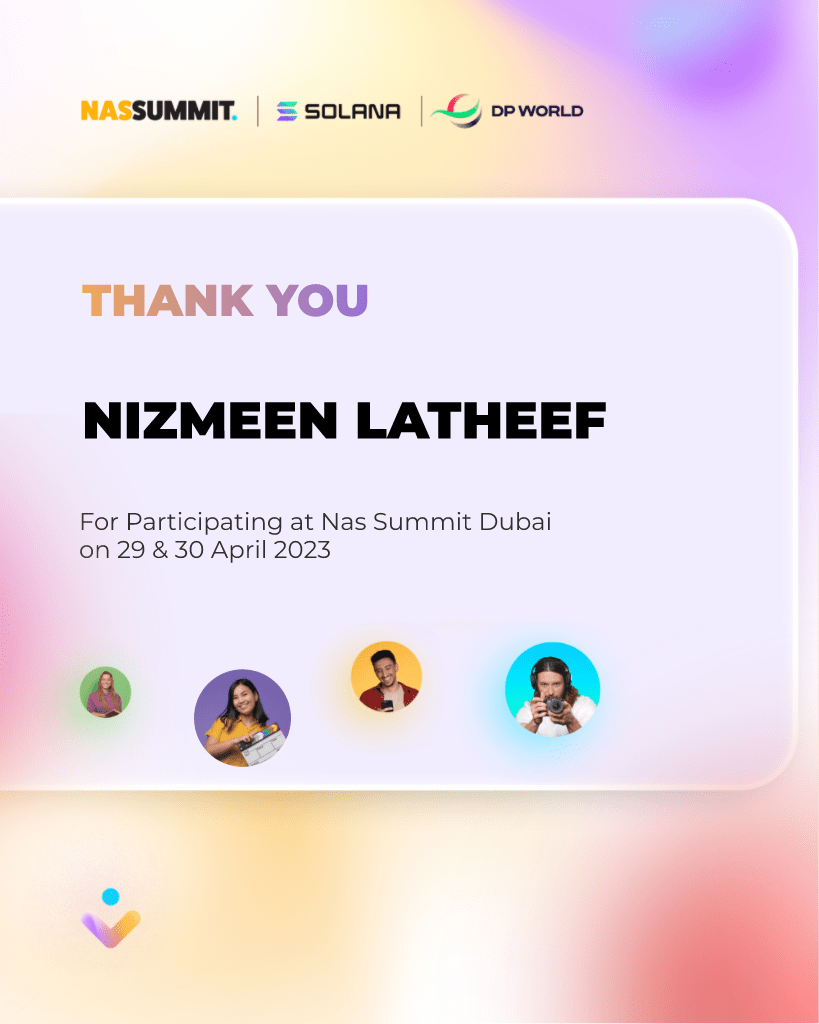 NASSUMMIT.
SOLANA
DP WORLD
THANK YOU
NIZMEEN LATHEEF
For Participating at Nas Summit Dubai
on 29 & 30 April 2023